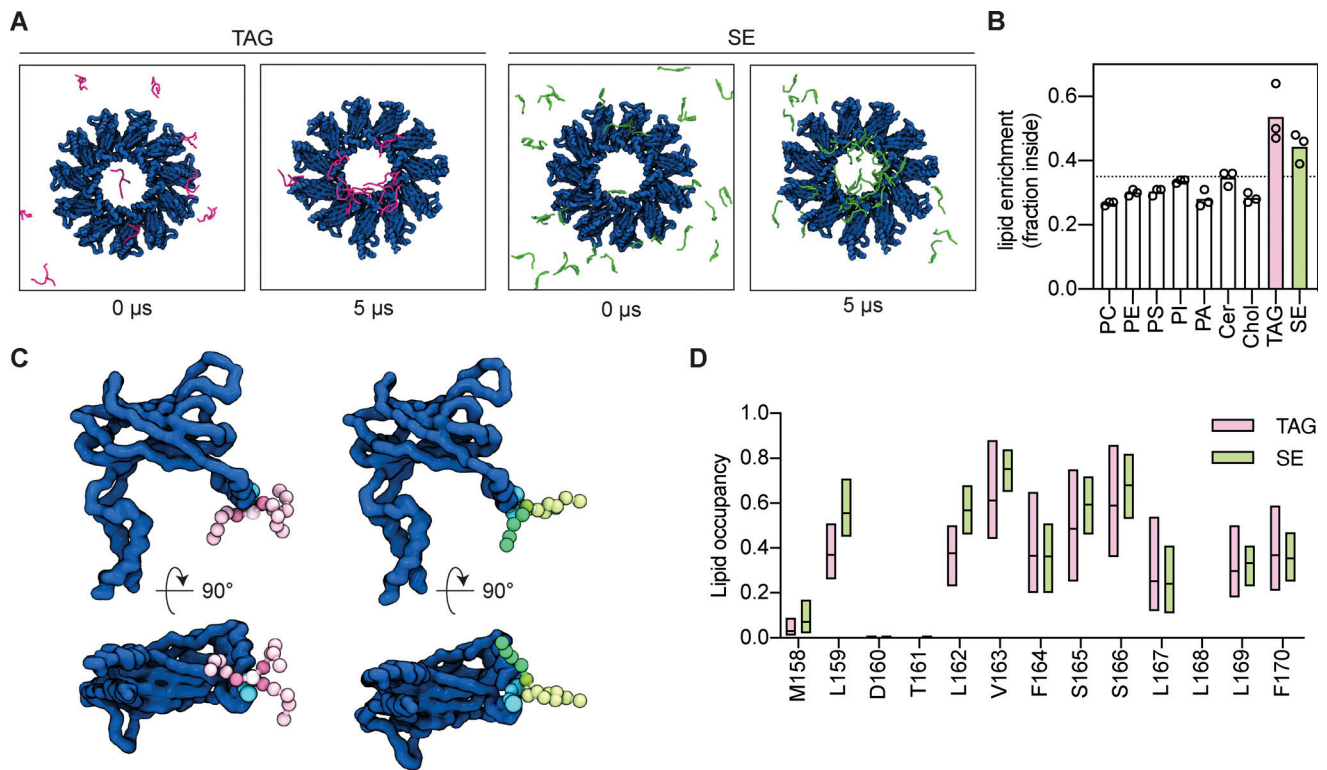 A
TAG
SE
0 µs
5 µs
0 µs
5 µs
B
lipid enrichment
(fraction inside)
0.6
0.4
0.2
0
PC
PE
PS
PI
PA
Cer
Chol
TAG
SE
C
90°
90°
D
Lipid occupancy
1.0
0.8
0.6
0.4
0.2
0.0
TAG
SE
M158
L159
D160
T161
L162
V163
F164
S165
S166
L167
L168
L169
F170